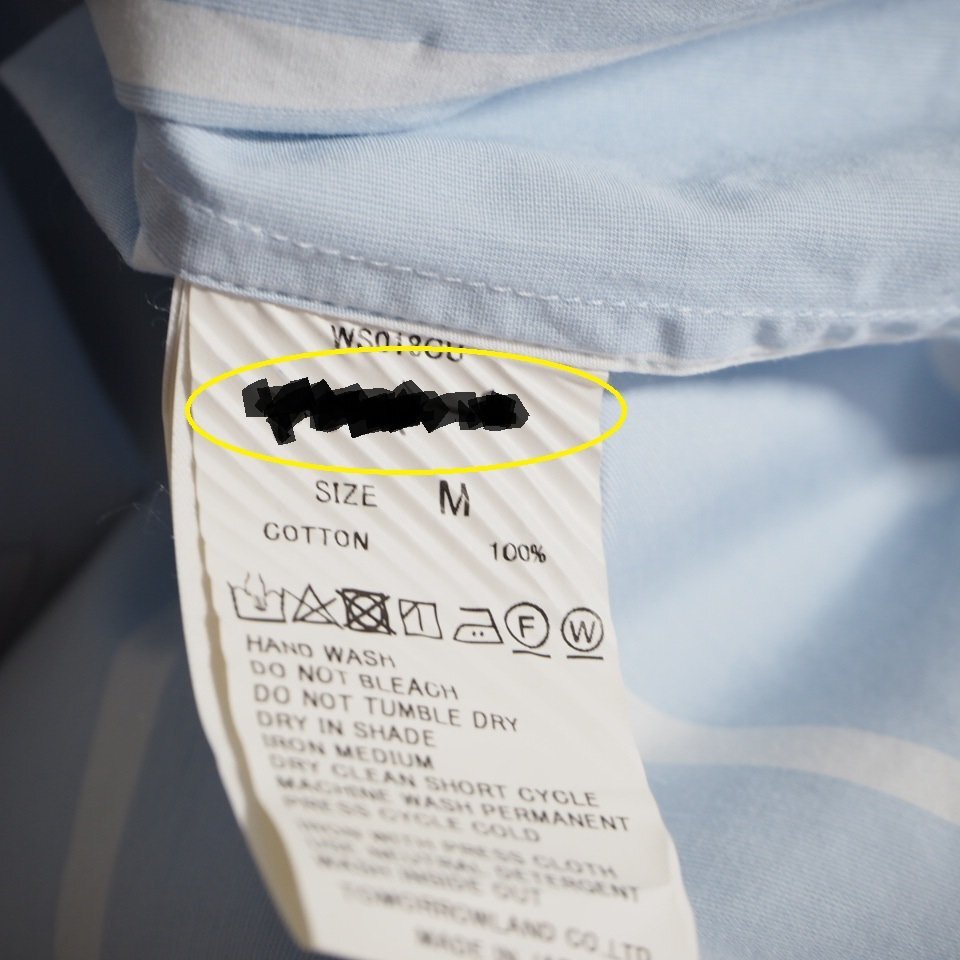 WS018CU
SIZE M
COTTON 100%
F W
HAND WASH
DO NOT BLEACH
DO NOT TUMBLE DRY
DRY IN SHADE
IRON MEDIUM
DRY CLEAN SHORT CYCLE
MACHINE WASH PERMANENT
PRESS CYCLE COLD
IRON WITH PRESS CLOTH
USE NEUTRAL DETERGENT
WASH INSIDE OUT
TOMORROWLAND CO.,LTD
MADE IN